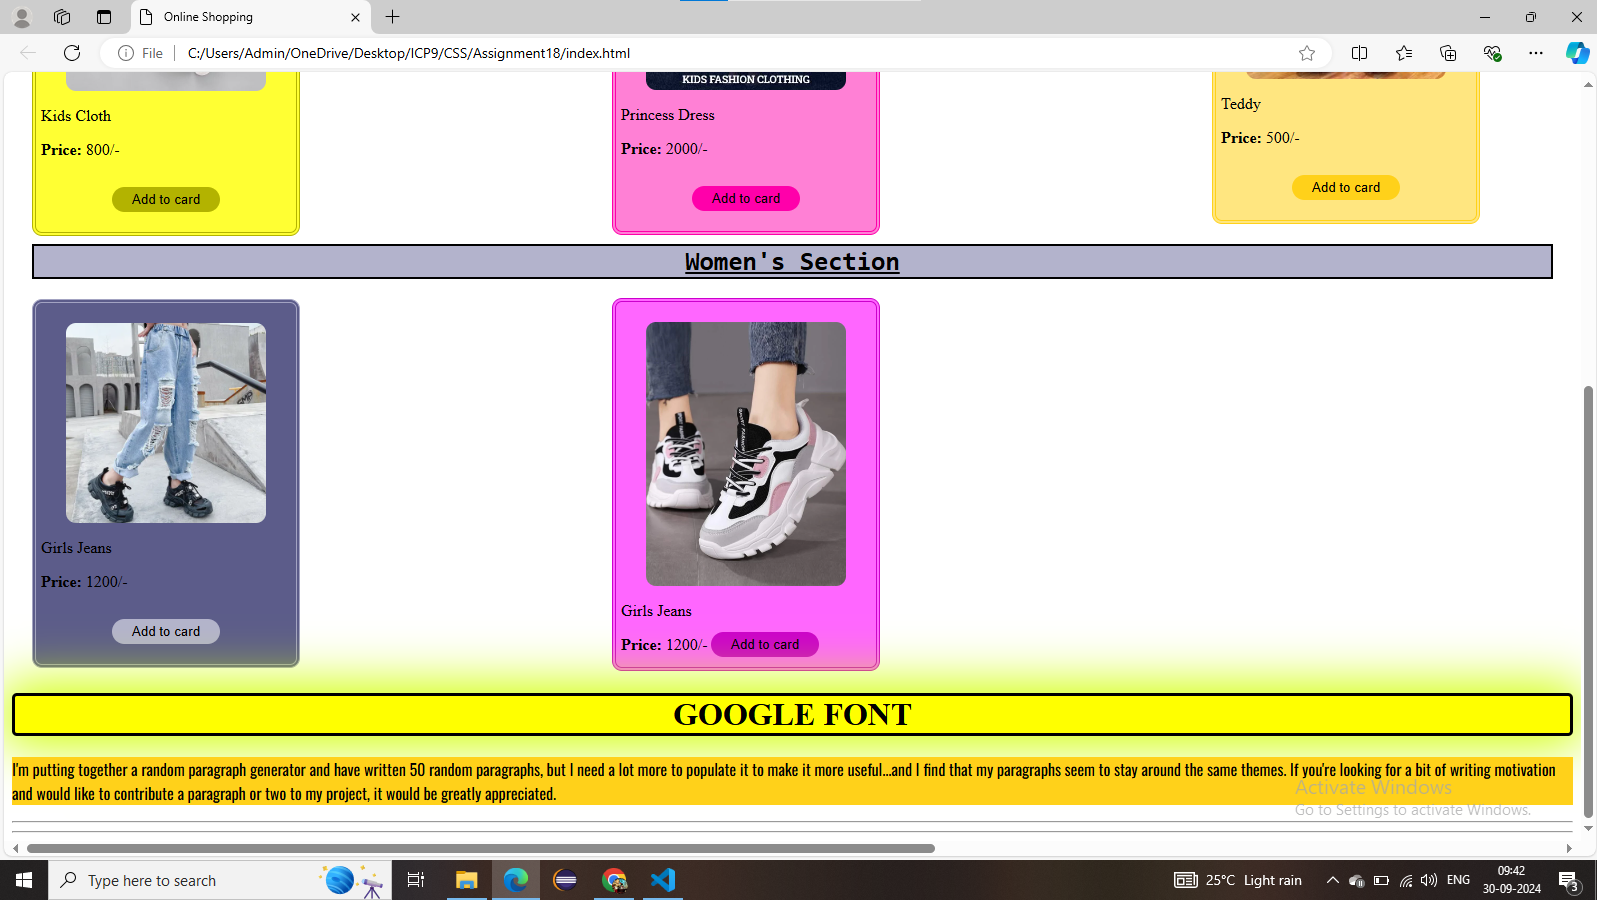 Online Shopping
File
C:/Users/Admin/OneDrive/Desktop/ICP9/CSS/Assignment18/index.html
KIDS FASHION CLOTHING
Kids Cloth
Price: 800/-
Add to card
Princess Dress
Price: 2000/-
Add to card
Teddy
Price: 500/-
Add to card
Women's Section
Girls Jeans
Price: 1200/-
Add to card
Girls Jeans
Price: 1200/- Add to card
GOOGLE FONT
I'm putting together a random paragraph generator and have written 50 random paragraphs, but I need a lot more to populate it to make it more useful...and I find that my paragraphs seem to stay around the same themes. If you're looking for a bit of writing motivation
and would like to contribute a paragraph or two to my project, it would be greatly appreciated.
Activate Windows
Go to Settings to activate Windows.
Type here to search
25°C Light rain
ENG
09:42
30-09-2024
3